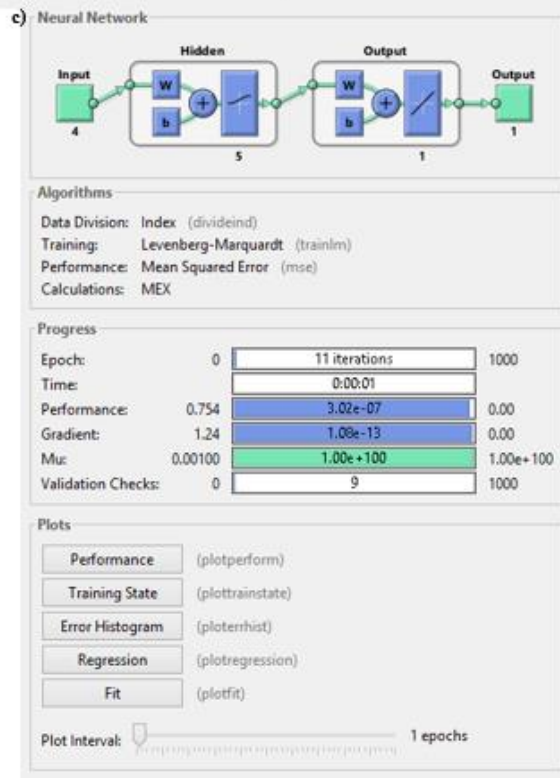 c) Neural Network
Hidden Output
Input Output
W W
b b
4 1
5 1
Algorithms
Data Division: Index (divideind)
Training: Levenberg-Marquardt (trainlm)
Performance: Mean Squared Error (mse)
Calculations: MEX
Progress
Epoch: 0 11 iterations 1000
Time: 0:00:01
Performance: 0.754 3.02e-07 0.00
Gradient: 1.24 1.08e-13 0.00
Mu: 0.00100 1.00e+100 1.00e+100
Validation Checks: 0 9 1000
Plots
Performance (plotperform)
Training State (plottrainstate)
Error Histogram (ploterrhist)
Regression (plotregression)
Fit (plotfit)
Plot Interval: 1 epochs